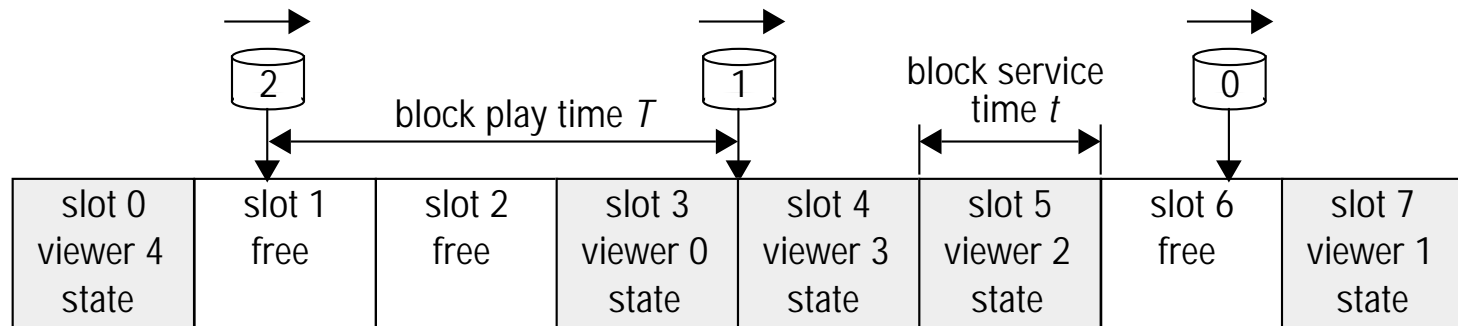 2
1
0
block play time T
block service
time t
slot 0
viewer 4
state
slot 1
free
slot 2
free
slot 3
viewer 0
state
slot 4
viewer 3
state
slot 5
viewer 2
state
slot 6
free
slot 7
viewer 1
state